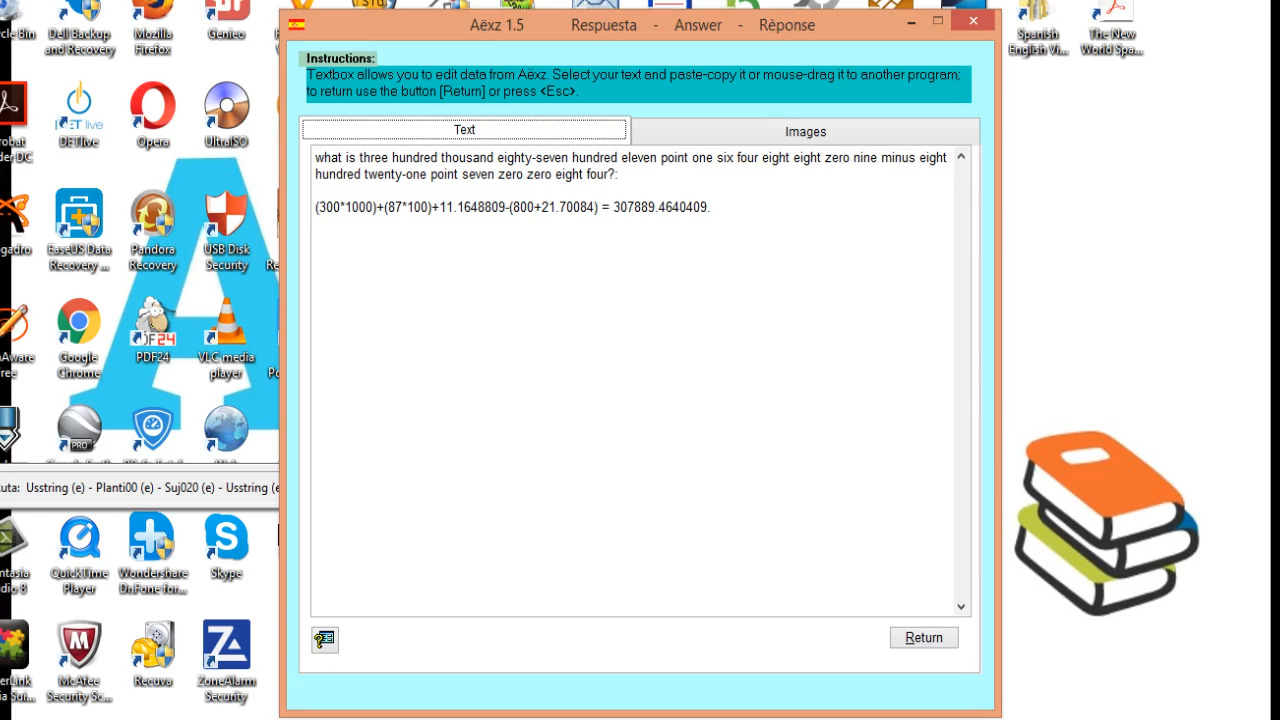 Aëxz 1.5 Respuesta - Answer - Rèponse
Instructions:
Textbox allows you to edit data from Aëxz. Select your text and paste-copy it or mouse-drag it to another program;
to return use the button [Return] or press <Esc>.
Text
Images
what is three hundred thousand eighty-seven hundred eleven point one six four eight eight zero nine minus eight
hundred twenty-one point seven zero zero eight four?:
(300*1000)+(87*100)+11.1648809-(800+21.70084) = 307889.4640409.
Return
Dell Backup
and Recovery
Mozilla
Firefox
Genieo
DETlive
Opera
UltraISO
EaseUS Data
Recovery ...
Pandora
Recovery
USB Disk
Security
Google
Chrome
PDF24
VLC media
player
Usstring (e) - Planti00 (e) - Suj020 (e) - Usstring (e
QuickTime
Player
Wondershare
Dr.Fone for...
Skype
McAfee
Security Sc...
Recuva
ZoneAlarm
Security
Spanish
English Vi...
The New
World Spa...